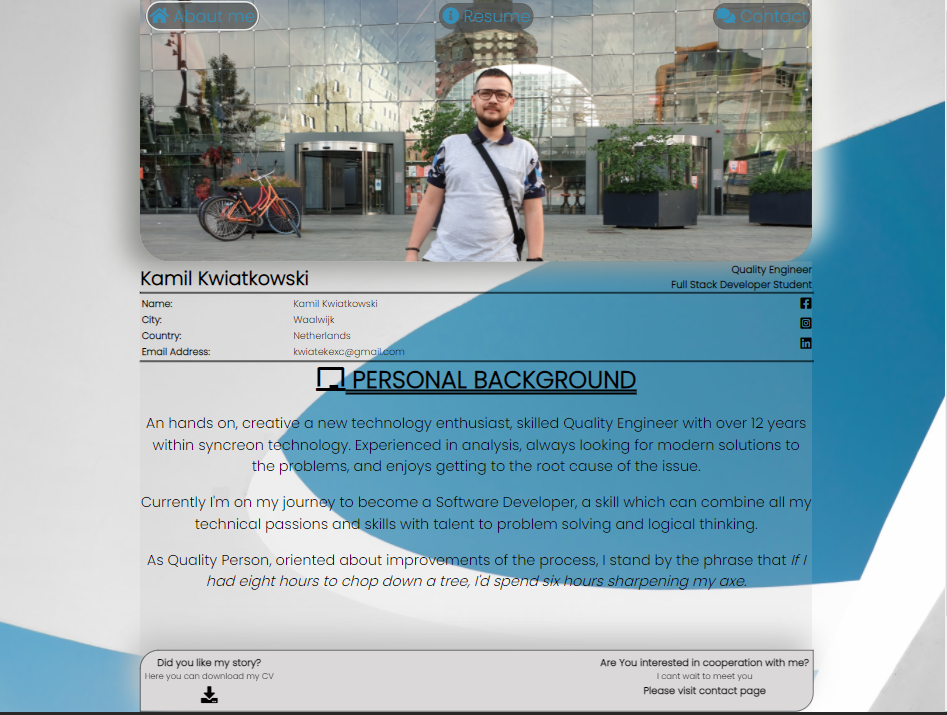 About me
Resume
Contact
Kamil Kwiatkowski
Quality Engineer
Full Stack Developer Student
Name: Kamil Kwiatkowski
City: Waalwijk
Country: Netherlands
Email Address: kwiatekexc@gmail.com
PERSONAL BACKGROUND
An hands on, creative a new technology enthusiast, skilled Quality Engineer with over 12 years
within syncreon technology. Experienced in analysis, always looking for modern solutions to
the problems, and enjoys getting to the root cause of the issue.
Currently I'm on my journey to become a Software Developer, a skill which can combine all my
technical passions and skills with talent to problem solving and logical thinking.
As Quality Person, oriented about improvements of the process, I stand by the phrase that If I
had eight hours to chop down a tree, I'd spend six hours sharpening my axe.
Did you like my story?
Here you can download my CV
Are You interested in cooperation with me?
I cant wait to meet you
Please visit contact page